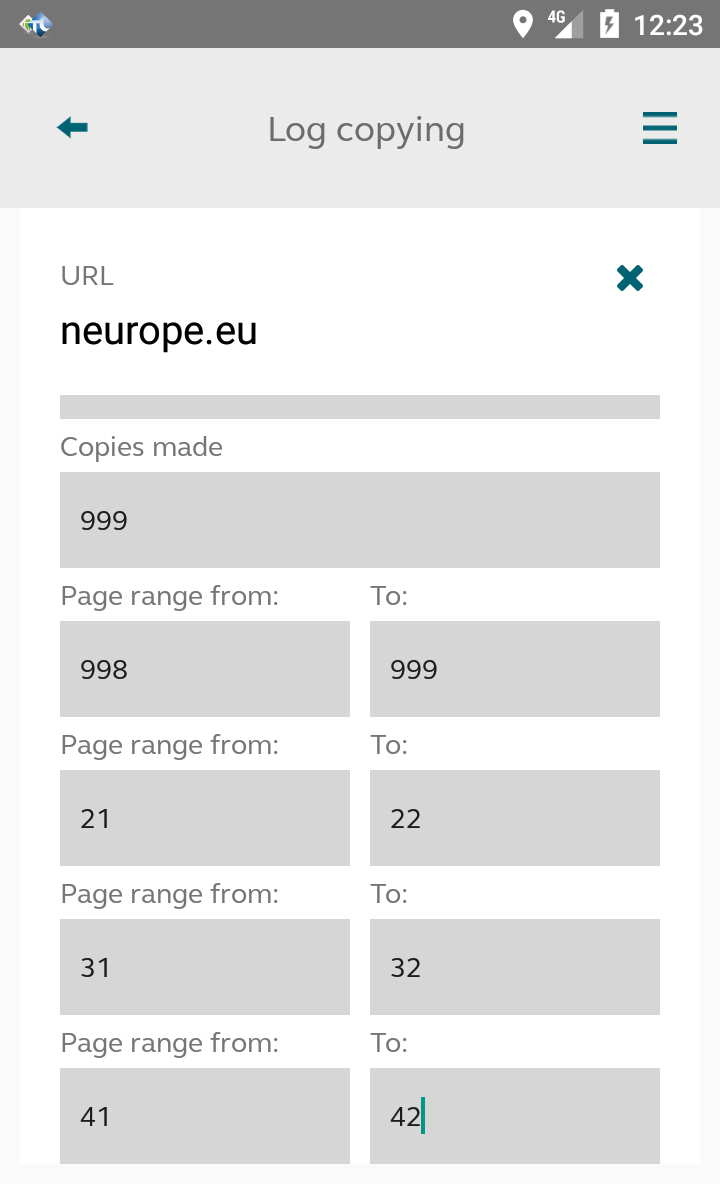 4G 12:23
Log copying
URL
neurope.eu
Copies made
999
Page range from: To:
998 999
Page range from: To:
21 22
Page range from: To:
31 32
Page range from: To:
41 42